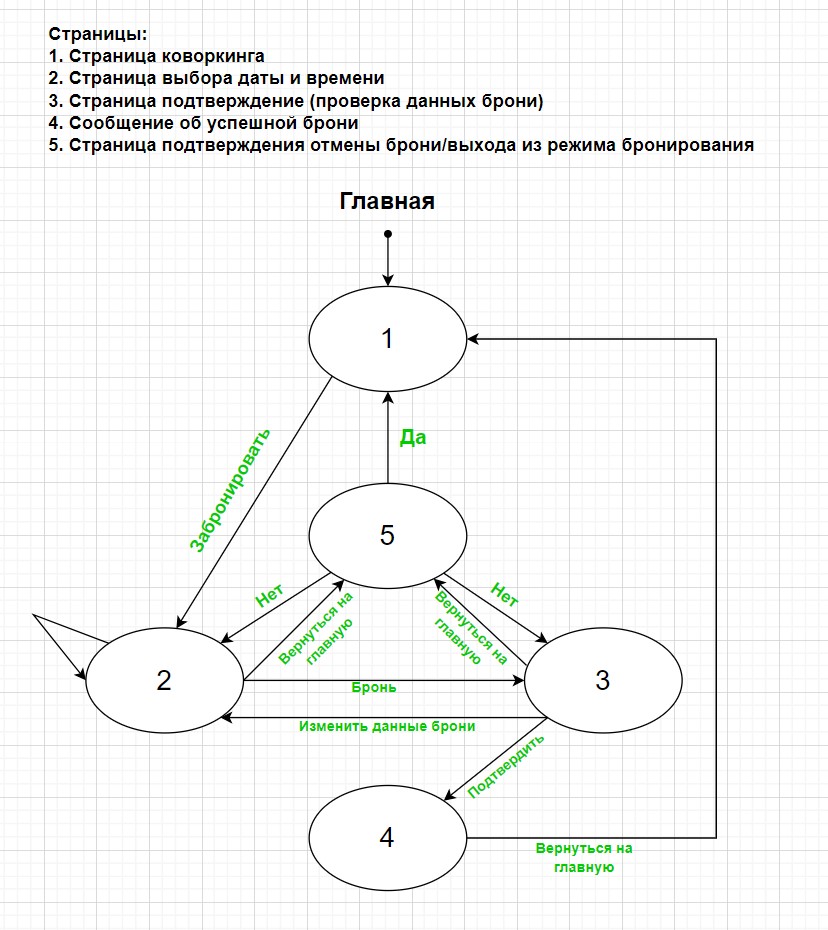 Страницы:
1. Страница коворкинга
2. Страница выбора даты и времени
3. Страница подтверждение (проверка данных брони)
4. Сообщение об успешной брони
5. Страница подтверждения отмены брони/выхода из режима бронирования
Главная
1
Да
Забронировать
5
Нет
Нет
Вернуться на
главную
Вернуться на
главную
2
3
Бронь
Изменить данные брони
Подтвердить
4
Вернуться на
главную